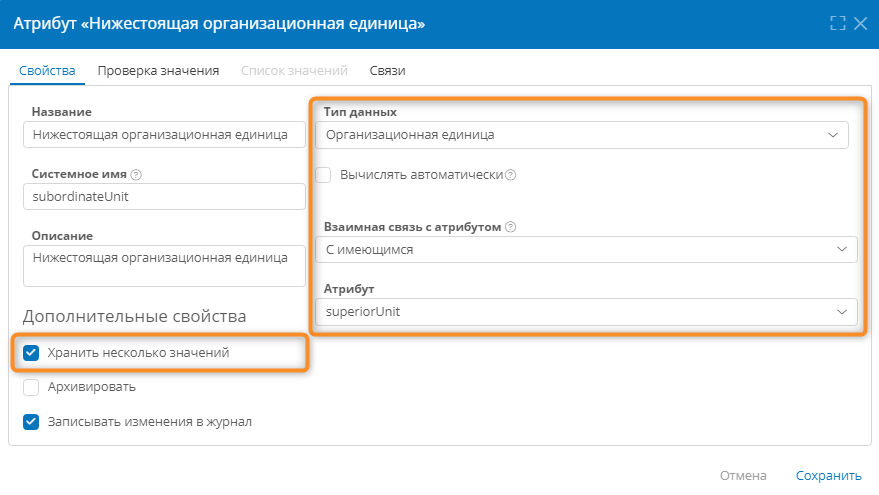 Атрибут «Нижестоящая организационная единица»
Свойства Проверка значения Список значений Связи
Название
Нижестоящая организационная единица
Системное имя
subordinateUnit
Описание
Нижестоящая организационная единица
Дополнительные свойства
Хранить несколько значений
Архивировать
Записывать изменения в журнал
Тип данных
Организационная единица
Вычислять автоматически
Взаимная связь с атрибутом
С имеющимся
Атрибут
superiorUnit
Отмена Сохранить